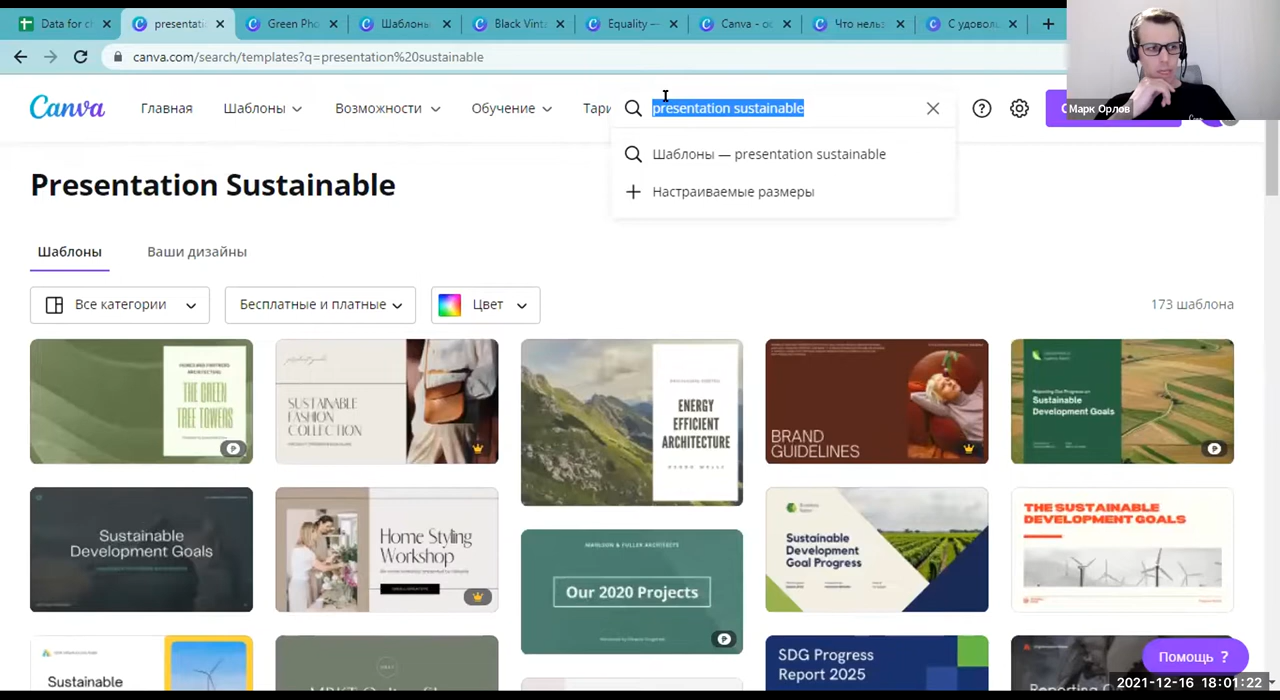 Data for c
presentati
Green Pho
Шаблоны
Black Vint
Equality —
Canva - о
Что нельз
С удовол
canva.com/search/templates?q=presentation%20sustainable
Canva
Главная
Шаблоны
Возможности
Обучение
Тари
presentation sustainable
Марк Орлов
Шаблоны — presentation sustainable
Настраиваемые размеры
Presentation Sustainable
Шаблоны
Ваши дизайны
Все категории
Бесплатные и платные
Цвет
173 шаблона
THE GREEN
TREE TOWERS
SUSTAINABLE
FASHION
COLLECTION
ENERGY
EFFICIENT
ARCHITECTURE
BRAND
GUIDELINES
Sustainable
Development Goals
Sustainable
Development Goals
Home Styling
Workshop
Our 2020 Projects
Sustainable
Development
Goal Progress
THE SUSTAINABLE
DEVELOPMENT GOALS
Sustainable
SDG Progress
Report 2025
Помощь ?
2021-12-16 18:01:22